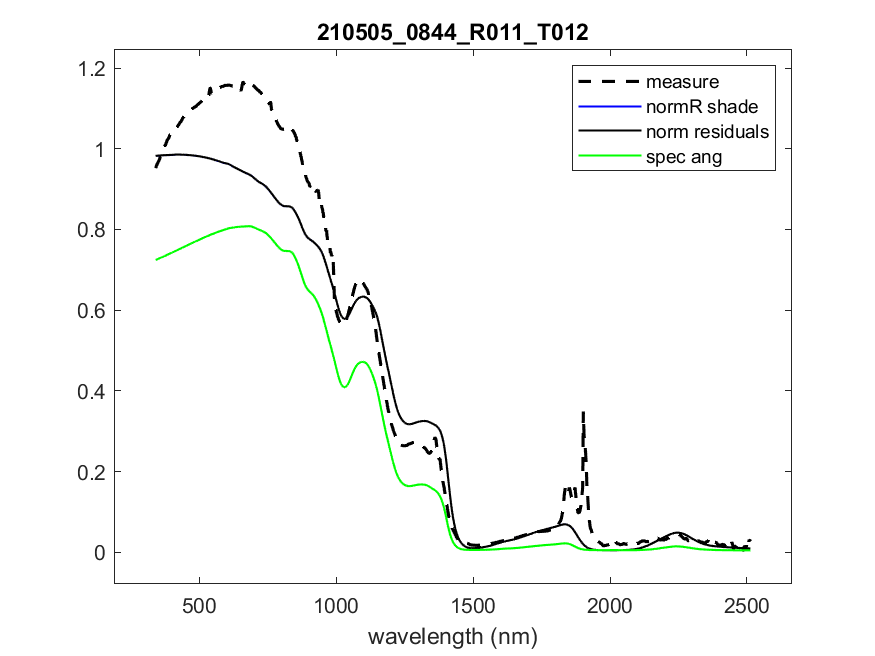 210505_0844_R011_T012
1.2
1
0.8
0.6
0.4
0.2
0
500 1000 1500 2000 2500
wavelength (nm)
measure
normR shade
norm residuals
spec ang